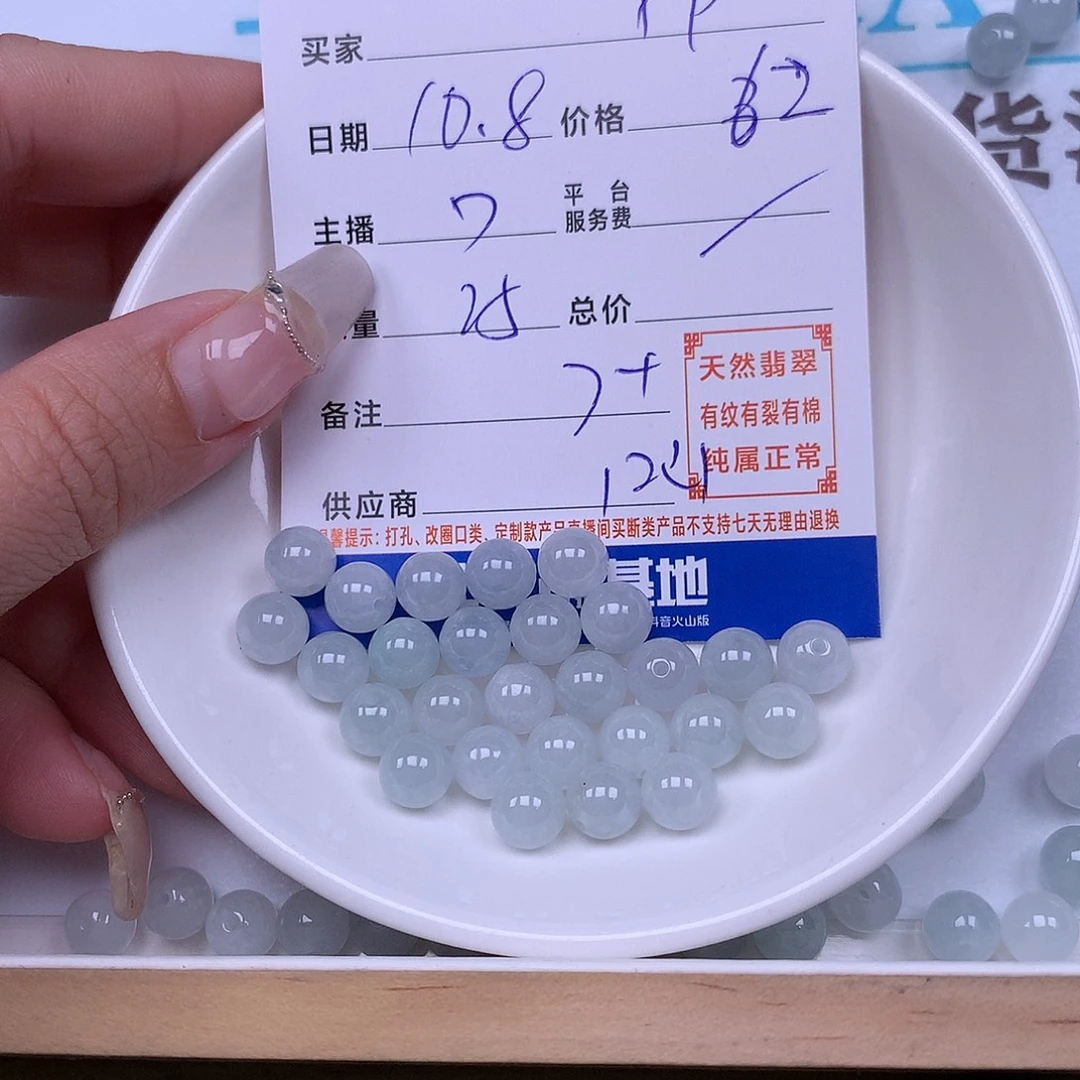 买家
日期 10.8 价格 62
主播 7 平台服务费 /
量 25 总价
备注 7+
供应商
天然翡翠
有纹有裂有棉
纯属正常
馨提示：打孔、改圈口类、定制款产品直播间买断类产品不支持七天无理由退换
基地
抖音火山版
货